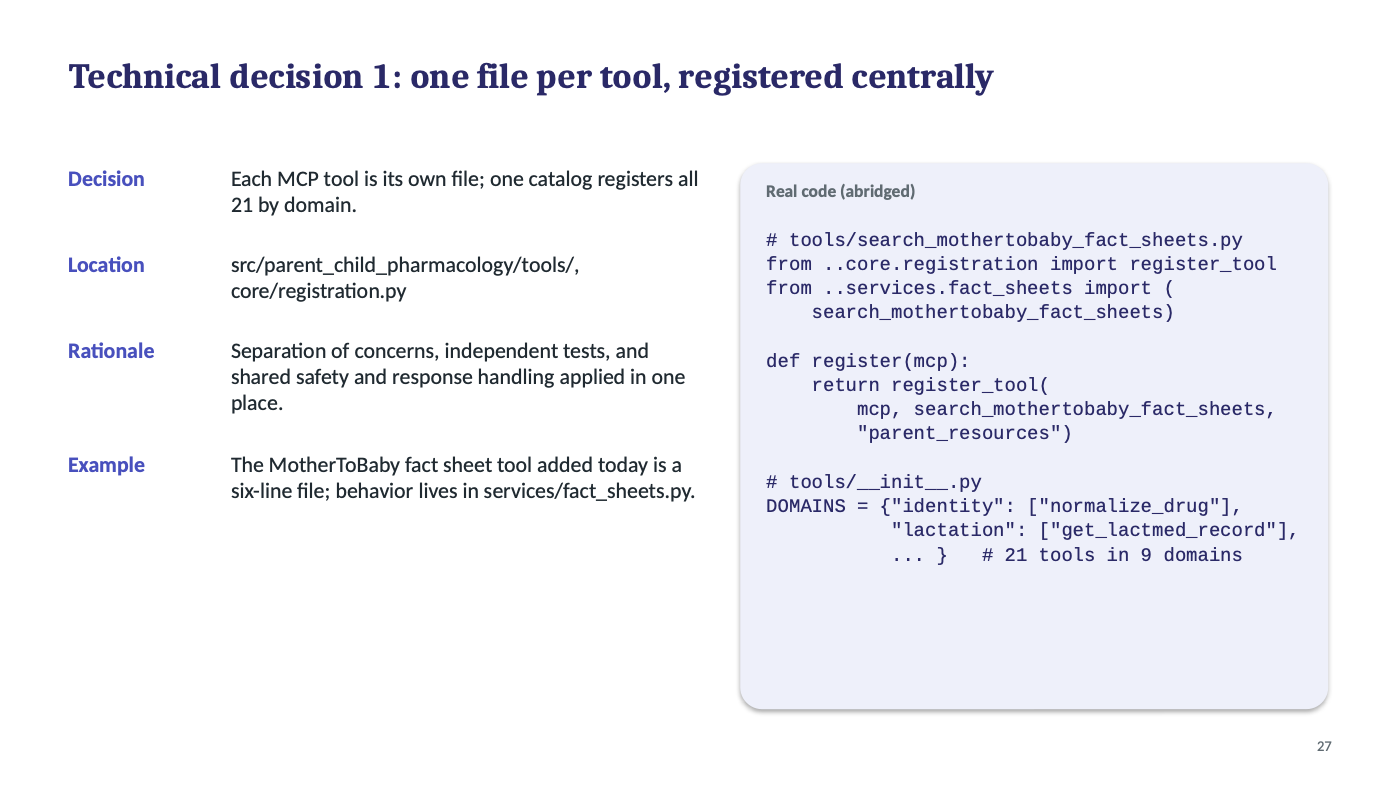 Technical decision 1: one file per tool, registered centrally
Decision
Each MCP tool is its own file; one catalog registers all
21 by domain.
Location
src/parent_child_pharmacology/tools/,
core/registration.py
Rationale
Separation of concerns, independent tests, and
shared safety and response handling applied in one
place.
Example
The MotherToBaby fact sheet tool added today is a
six-line file; behavior lives in services/fact_sheets.py.
Real code (abridged)
# tools/search_mothertobaby_fact_sheets.py
from ..core.registration import register_tool
from ..services.fact_sheets import (
    search_mothertobaby_fact_sheets)
def register(mcp):
    return register_tool(
        mcp, search_mothertobaby_fact_sheets,
        "parent_resources")
# tools/__init__.py
DOMAINS = {"identity": ["normalize_drug"],
           "lactation": ["get_lactmed_record"],
           ... }   # 21 tools in 9 domains
27